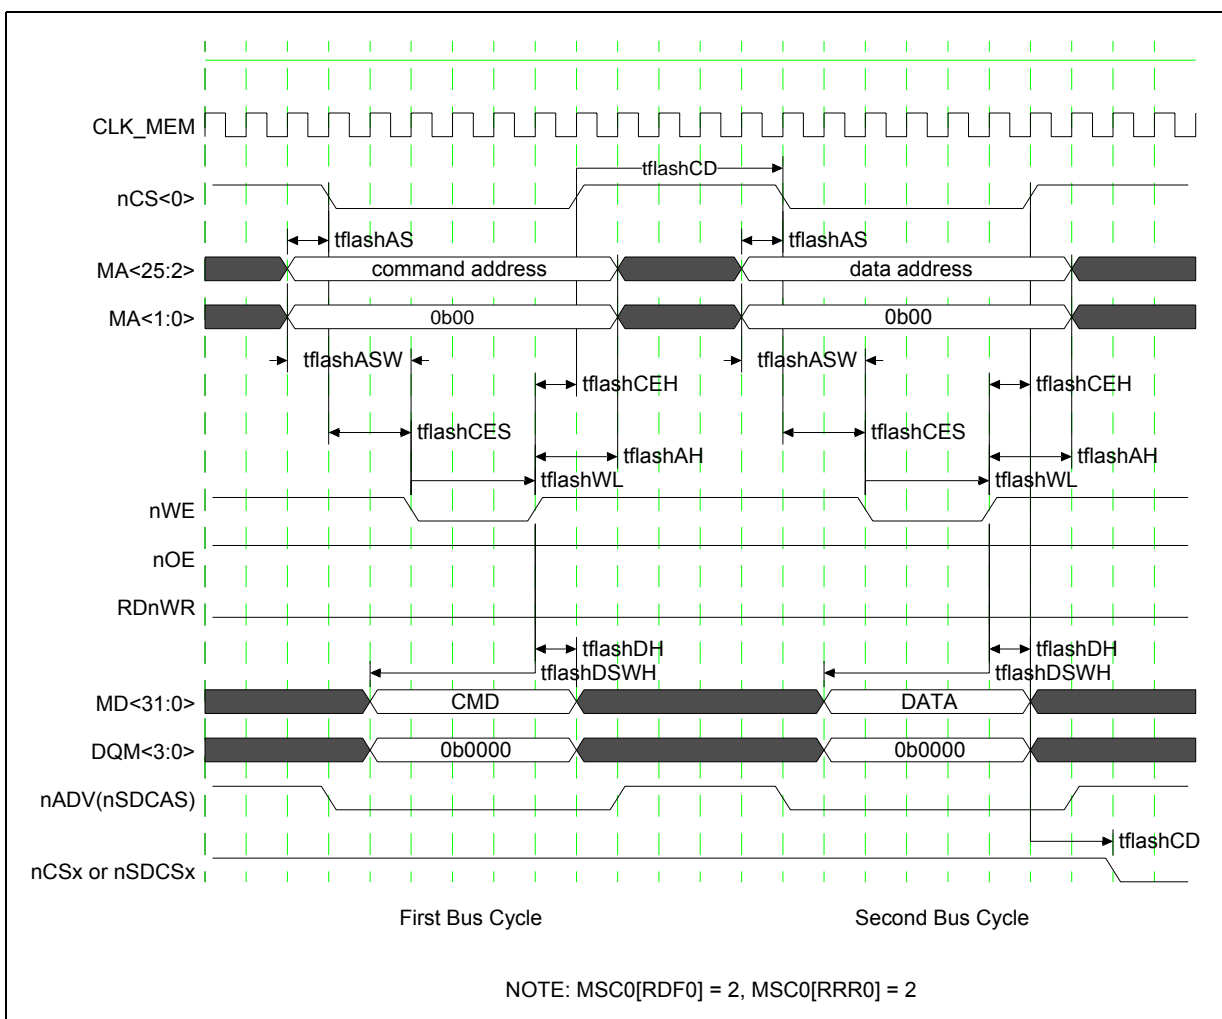 CLK_MEM
tflashCD
nCS<0>
tflashAS tflashAS
MA<25:2> command address data address
MA<1:0> 0b00 0b00
tflashASW tflashASW
tflashCEH tflashCEH
tflashCES tflashCES
tflashAH tflashAH
tflashWL tflashWL
nWE
nOE
RDnWR
tflashDH tflashDH
tflashDSWH tflashDSWH
MD<31:0> CMD DATA
DQM<3:0> 0b0000 0b0000
nADV(nSDCAS)
tflashCD
nCSx or nSDCSx
First Bus Cycle Second Bus Cycle
NOTE: MSC0[RDF0] = 2, MSC0[RRR0] = 2